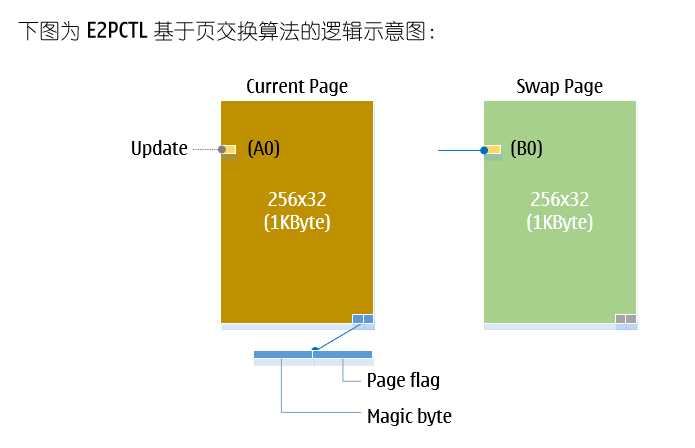 下图为 E2PCTL 基于页交换算法的逻辑示意图：
Current Page
Swap Page
Update
(A0)
(B0)
256x32
(1KByte)
256x32
(1KByte)
Page flag
Magic byte